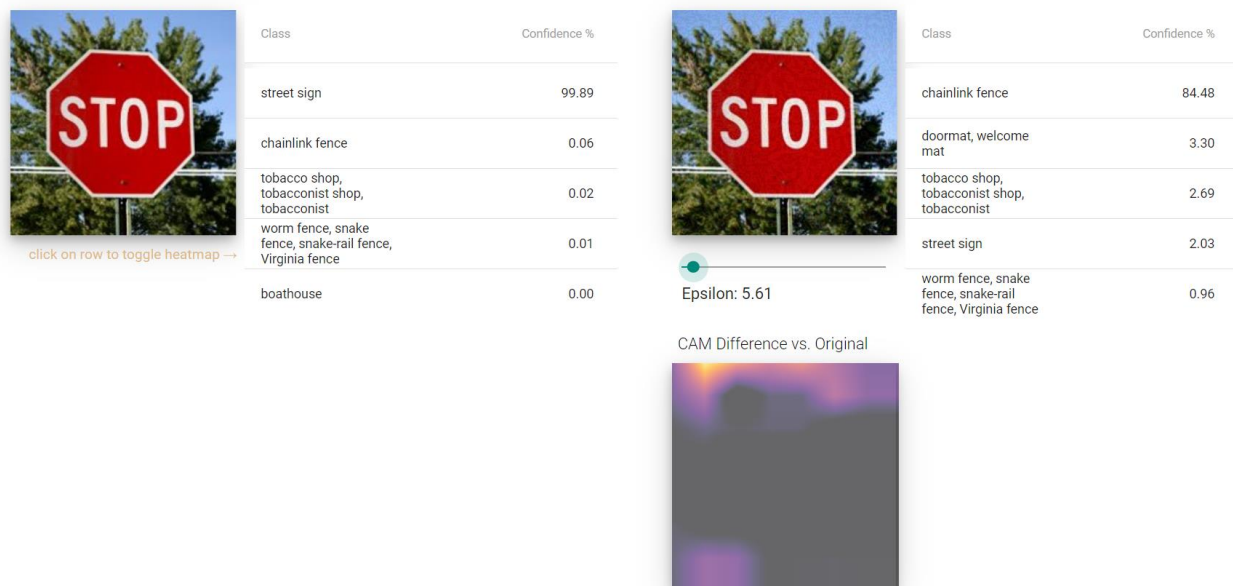 STOP
Class Confidence %
street sign 99.89
chainlink fence 0.06
tobacco shop,
tobacconist shop, 0.02
tobacconist
worm fence, snake
fence, snake-rail fence, 0.01
Virginia fence
boathouse 0.00
click on row to toggle heatmap →
STOP
Class Confidence %
chainlink fence 84.48
doormat, welcome
mat 3.30
tobacco shop,
tobacconist shop, 2.69
tobacconist
street sign 2.03
worm fence, snake
fence, snake-rail 0.96
fence, Virginia fence
Epsilon: 5.61
CAM Difference vs. Original